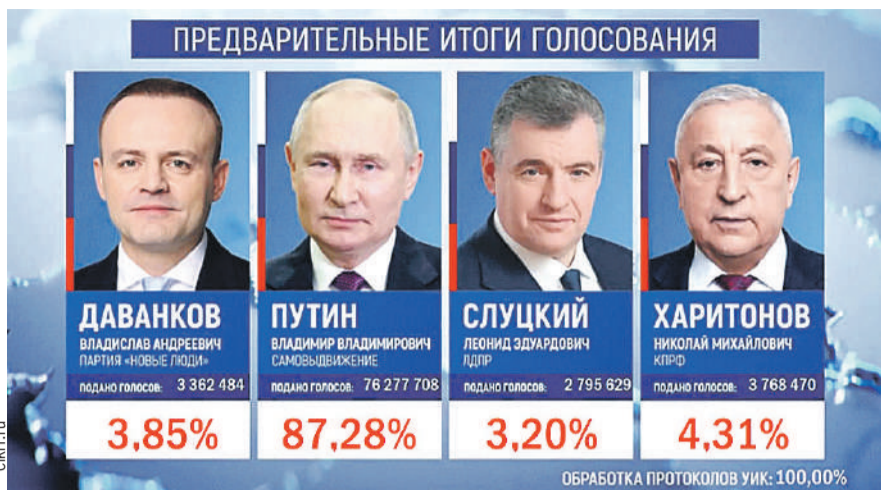 ПРЕДВАРИТЕЛЬНЫЕ ИТОГИ ГОЛОСОВАНИЯ
ДАВАНКОВ
ВЛАДИСЛАВ АНДРЕЕВИЧ
ПАРТИЯ «НОВЫЕ ЛЮДИ»
ПОДАНО ГОЛОСОВ: 3 362 484
3,85%
ПУТИН
ВЛАДИМИР ВЛАДИМИРОВИЧ
САМОВЫДВИЖЕНИЕ
ПОДАНО ГОЛОСОВ: 76 277 708
87,28%
СЛУЦКИЙ
ЛЕОНИД ЭДУАРДОВИЧ
ЛДПР
ПОДАНО ГОЛОСОВ: 2 795 629
3,20%
ХАРИТОНОВ
НИКОЛАЙ МИХАЙЛОВИЧ
КПРФ
ПОДАНО ГОЛОСОВ: 3 768 470
4,31%
ОБРАБОТКА ПРОТОКОЛОВ УИК: 100,00%